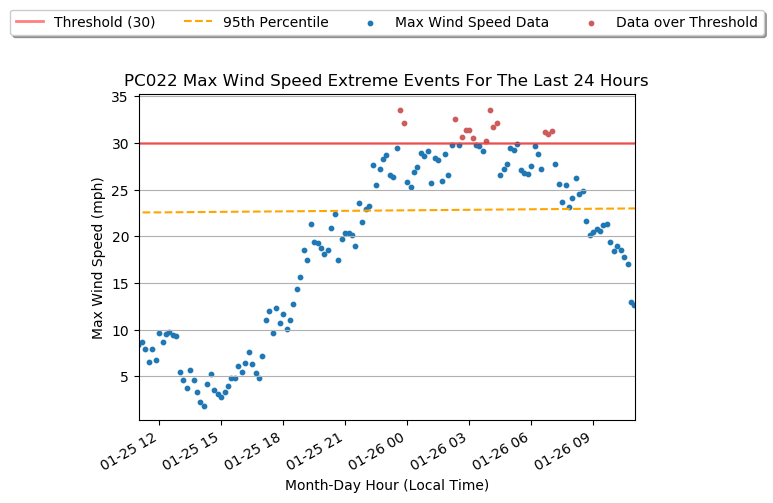 Threshold (30) 95th Percentile Max Wind Speed Data Data over Threshold
PC022 Max Wind Speed Extreme Events For The Last 24 Hours
Max Wind Speed (mph)
35
30
25
20
15
10
5
01-25 12 01-25 15 01-25 18 01-25 21 01-26 00 01-26 03 01-26 06 01-26 09
Month-Day Hour (Local Time)